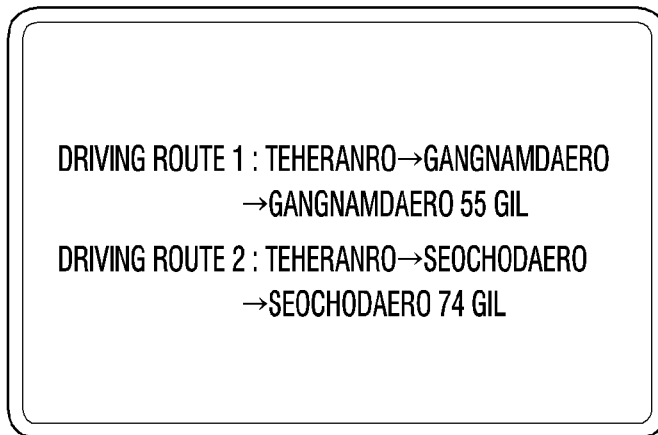 DRIVING ROUTE 1 : TEHERANRO→GANGNAMDAERO
→GANGNAMDAERO 55 GIL
DRIVING ROUTE 2 : TEHERANRO→SEOCHODAERO
→SEOCHODAERO 74 GIL